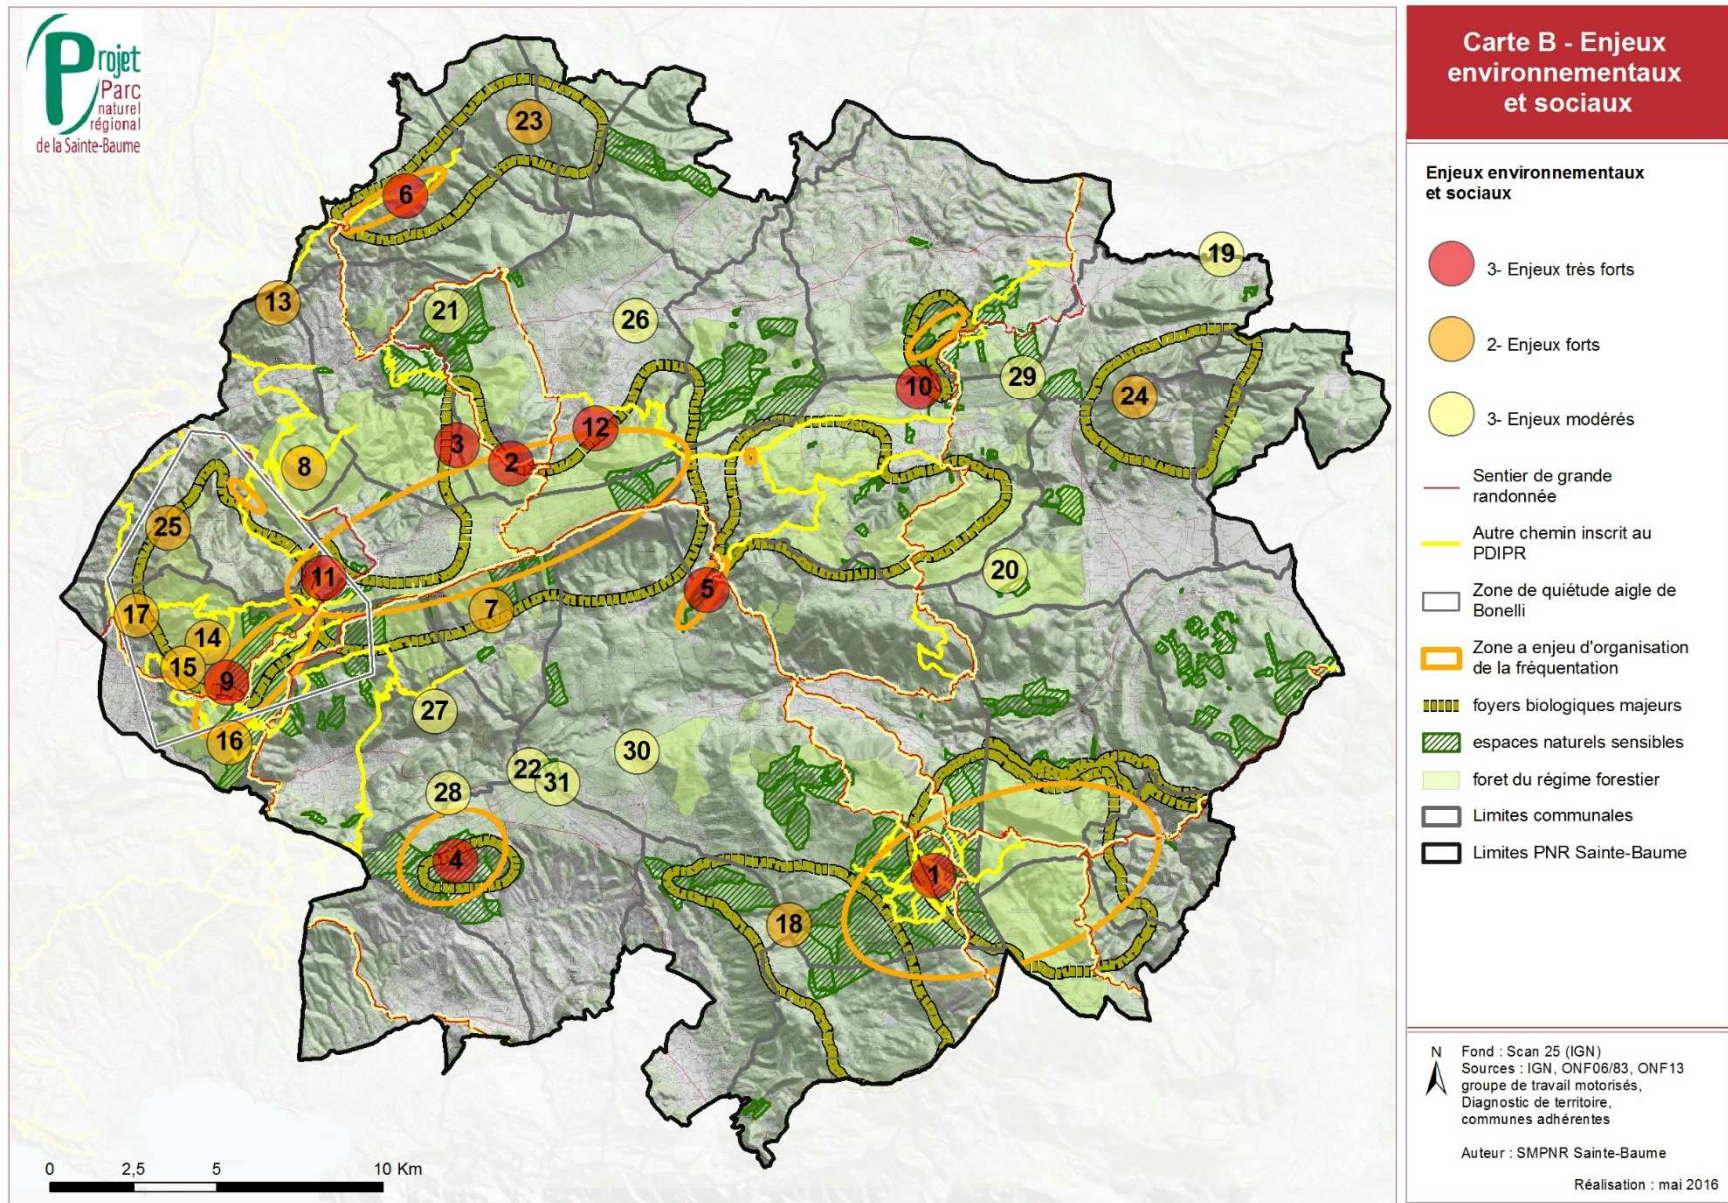 Projet
Parc
naturel
régional
de la Sainte-Baume
Carte B - Enjeux
environnementaux
et sociaux
Enjeux environnementaux
et sociaux
3- Enjeux très forts
2- Enjeux forts
3- Enjeux modérés
Sentier de grande
randonnée
Autre chemin inscrit au
PDIPR
Zone de quiétude aigle de
Bonelli
Zone a enjeu d'organisation
de la fréquentation
foyers biologiques majeurs
espaces naturels sensibles
foret du régime forestier
Limites communales
Limites PNR Sainte-Baume
N
Fond : Scan 25 (IGN)
Sources : IGN, ONF06/83, ONF13
groupe de travail motorisés,
Diagnostic de territoire,
communes adhérentes
Auteur : SMPNR Sainte-Baume
Réalisation : mai 2016
23
6
19
13
21
26
10
29
24
3
2
12
8
25
11
5
20
7
17
14
15
9
16
27
22
31
30
28
4
1
18
0 2,5 5 10 Km